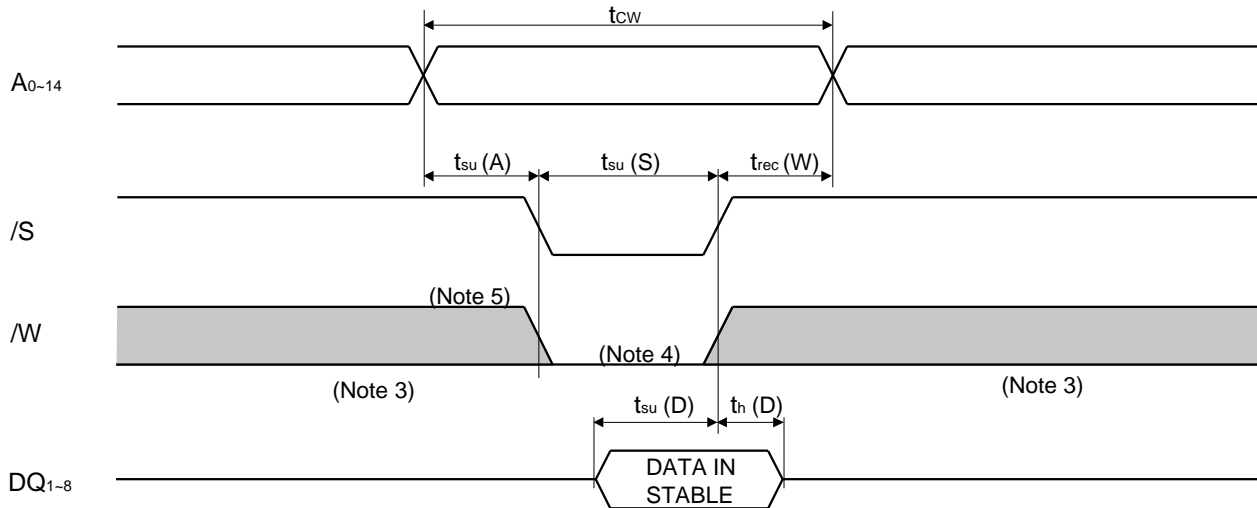 tCW
A0~14
tsu (A) tsu (S) trec (W)
/S
(Note 5)
/W
(Note 4)
(Note 3) (Note 3)
tsu (D) th (D)
DQ1~8
DATA IN
STABLE